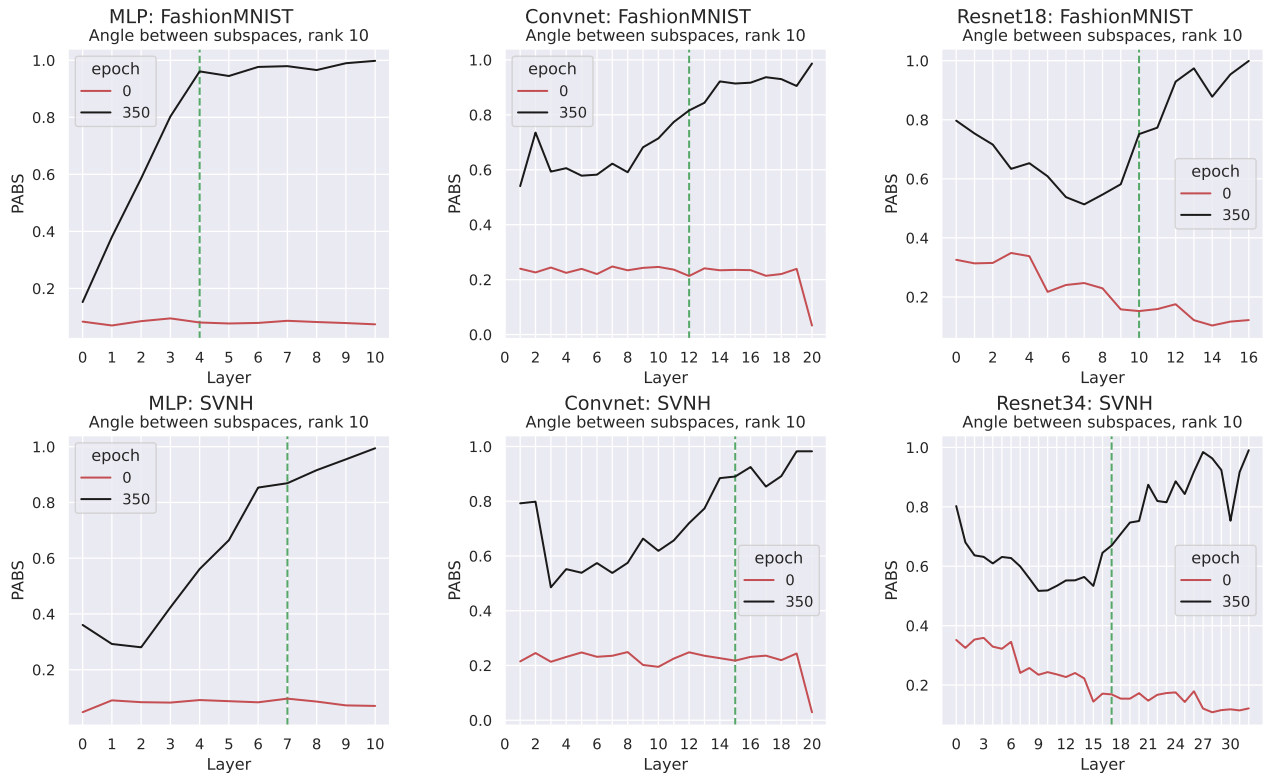 MLP: FashionMNIST
Angle between subspaces, rank 10
PABS
1.0
0.8
0.6
0.4
0.2
epoch
0
350
0 1 2 3 4 5 6 7 8 9 10
Layer
Convnet: FashionMNIST
Angle between subspaces, rank 10
PABS
1.0
0.8
0.6
0.4
0.2
0.0
epoch
0
350
0 2 4 6 8 10 12 14 16 18 20
Layer
Resnet18: FashionMNIST
Angle between subspaces, rank 10
PABS
1.0
0.8
0.6
0.4
0.2
epoch
0
350
0 2 4 6 8 10 12 14 16
Layer
MLP: SVNH
Angle between subspaces, rank 10
PABS
1.0
0.8
0.6
0.4
0.2
epoch
0
350
0 1 2 3 4 5 6 7 8 9 10
Layer
Convnet: SVNH
Angle between subspaces, rank 10
PABS
1.0
0.8
0.6
0.4
0.2
0.0
epoch
0
350
0 2 4 6 8 10 12 14 16 18 20
Layer
Resnet34: SVNH
Angle between subspaces, rank 10
PABS
1.0
0.8
0.6
0.4
0.2
epoch
0
350
0 3 6 9 12 15 18 21 24 27 30
Layer